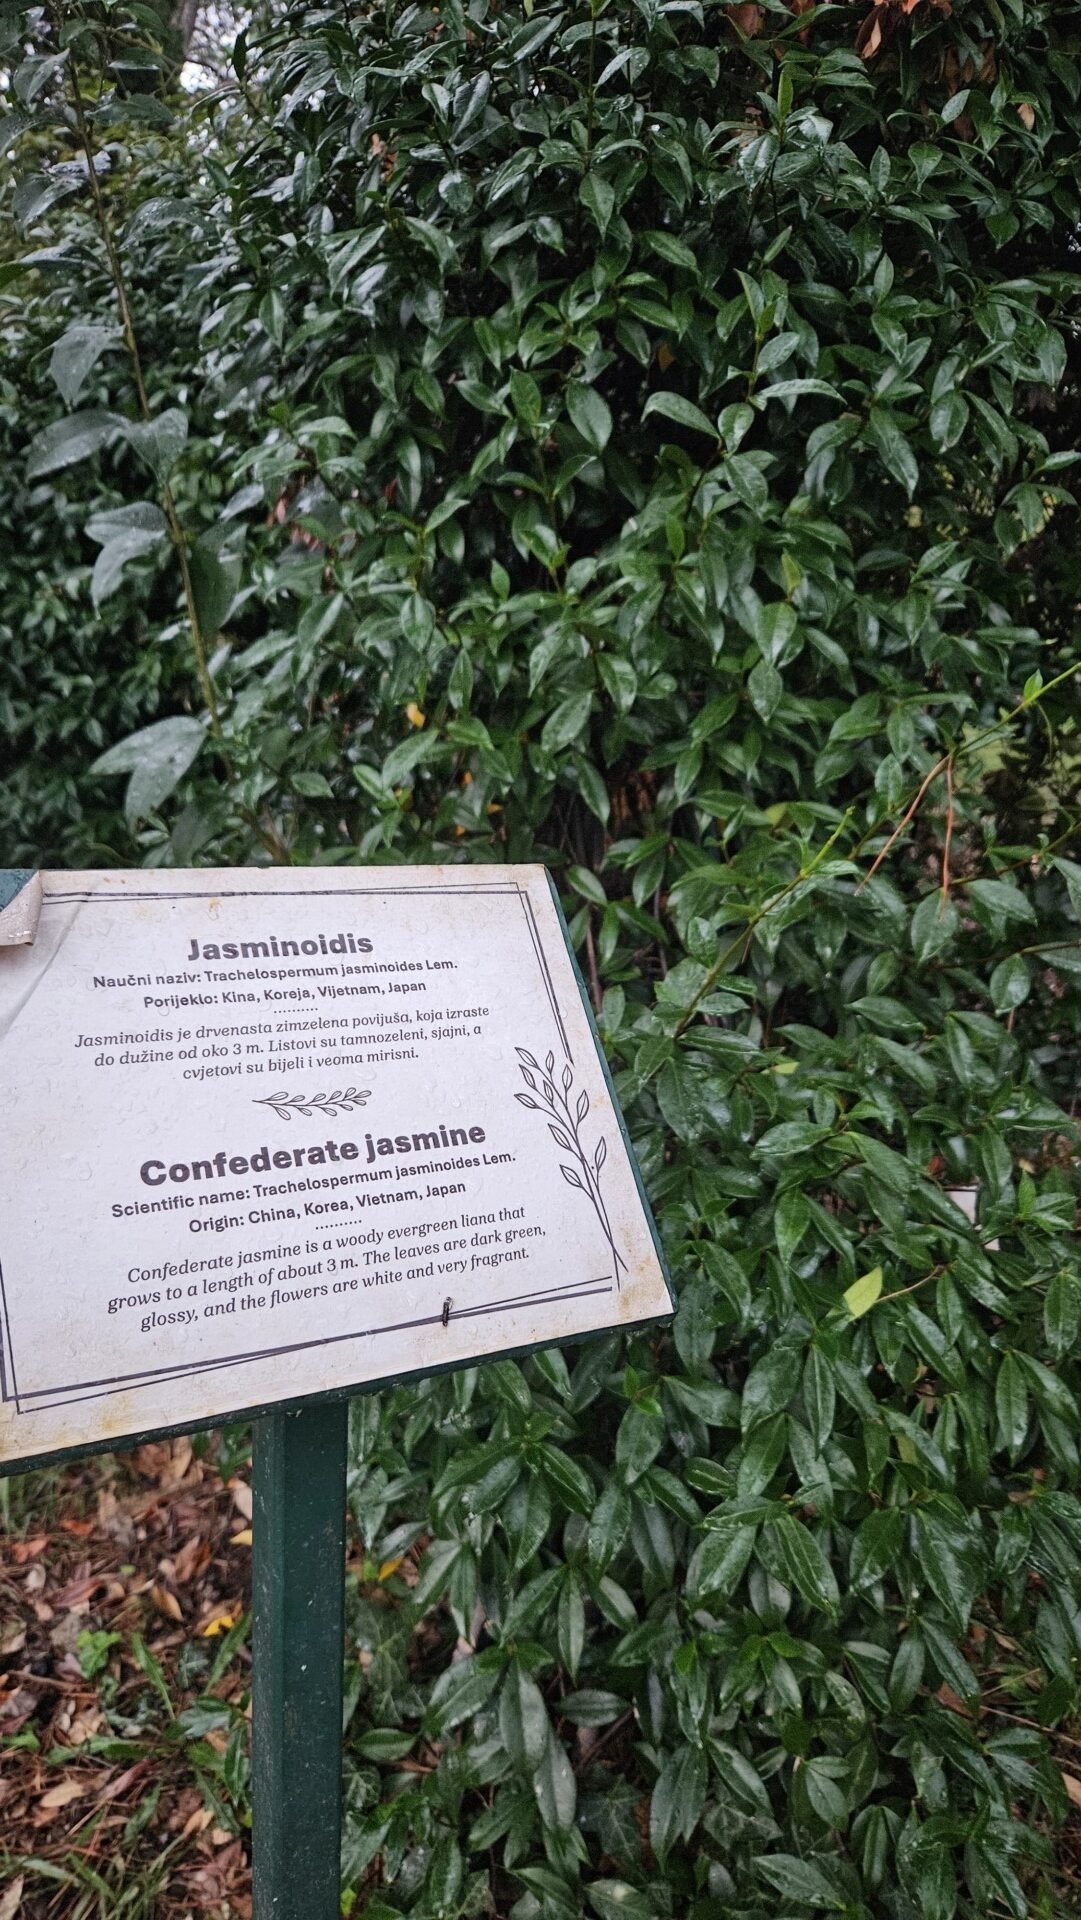 Jasminoidis
Naučni naziv: Trachelospermum jasminoides Lem.
Porijeklo: Kina, Koreja, Vijetnam, Japan
..........
Jasminoidis je drvenasta zimzelena povijuša, koja izraste
do dužine od oko 3 m. Listovi su tamnozeleni, sjajni, a
cvjetovi su bijeli i veoma mirisni.
Confederate jasmine
Scientific name: Trachelospermum jasminoides Lem.
Origin: China, Korea, Vietnam, Japan
..........
Confederate jasmine is a woody evergreen liana that
grows to a length of about 3 m. The leaves are dark green,
glossy, and the flowers are white and very fragrant.